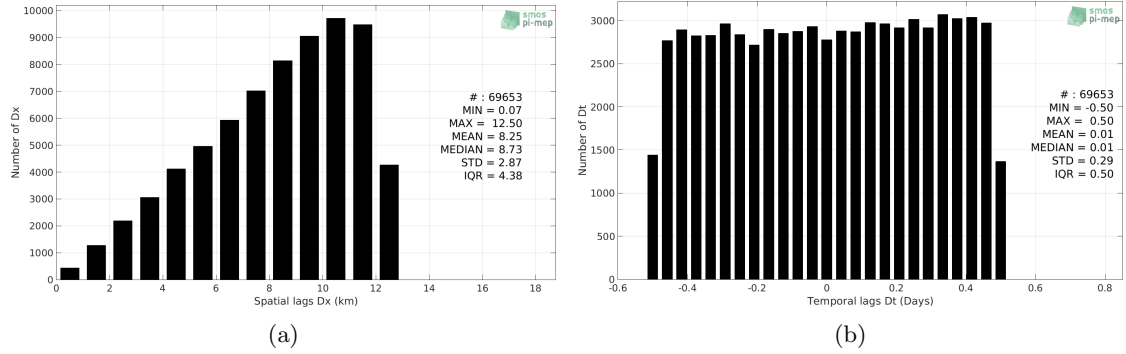 10000
9000
8000
7000
6000
5000
4000
3000
2000
1000
0
Number of Dx
smos
pi-mep
# : 69653
MIN = 0.07
MAX = 12.50
MEAN = 8.25
MEDIAN = 8.73
STD = 2.87
IQR = 4.38
0 2 4 6 8 10 12 14 16 18
Spatial lags Dx (km)
(a)
3000
2500
2000
1500
1000
500
0
Number of Dt
smos
pi-mep
# : 69653
MIN = -0.50
MAX = 0.50
MEAN = 0.01
MEDIAN = 0.01
STD = 0.29
IQR = 0.50
-0.6 -0.4 -0.2 0 0.2 0.4 0.6 0.8
Temporal lags Dt (Days)
(b)